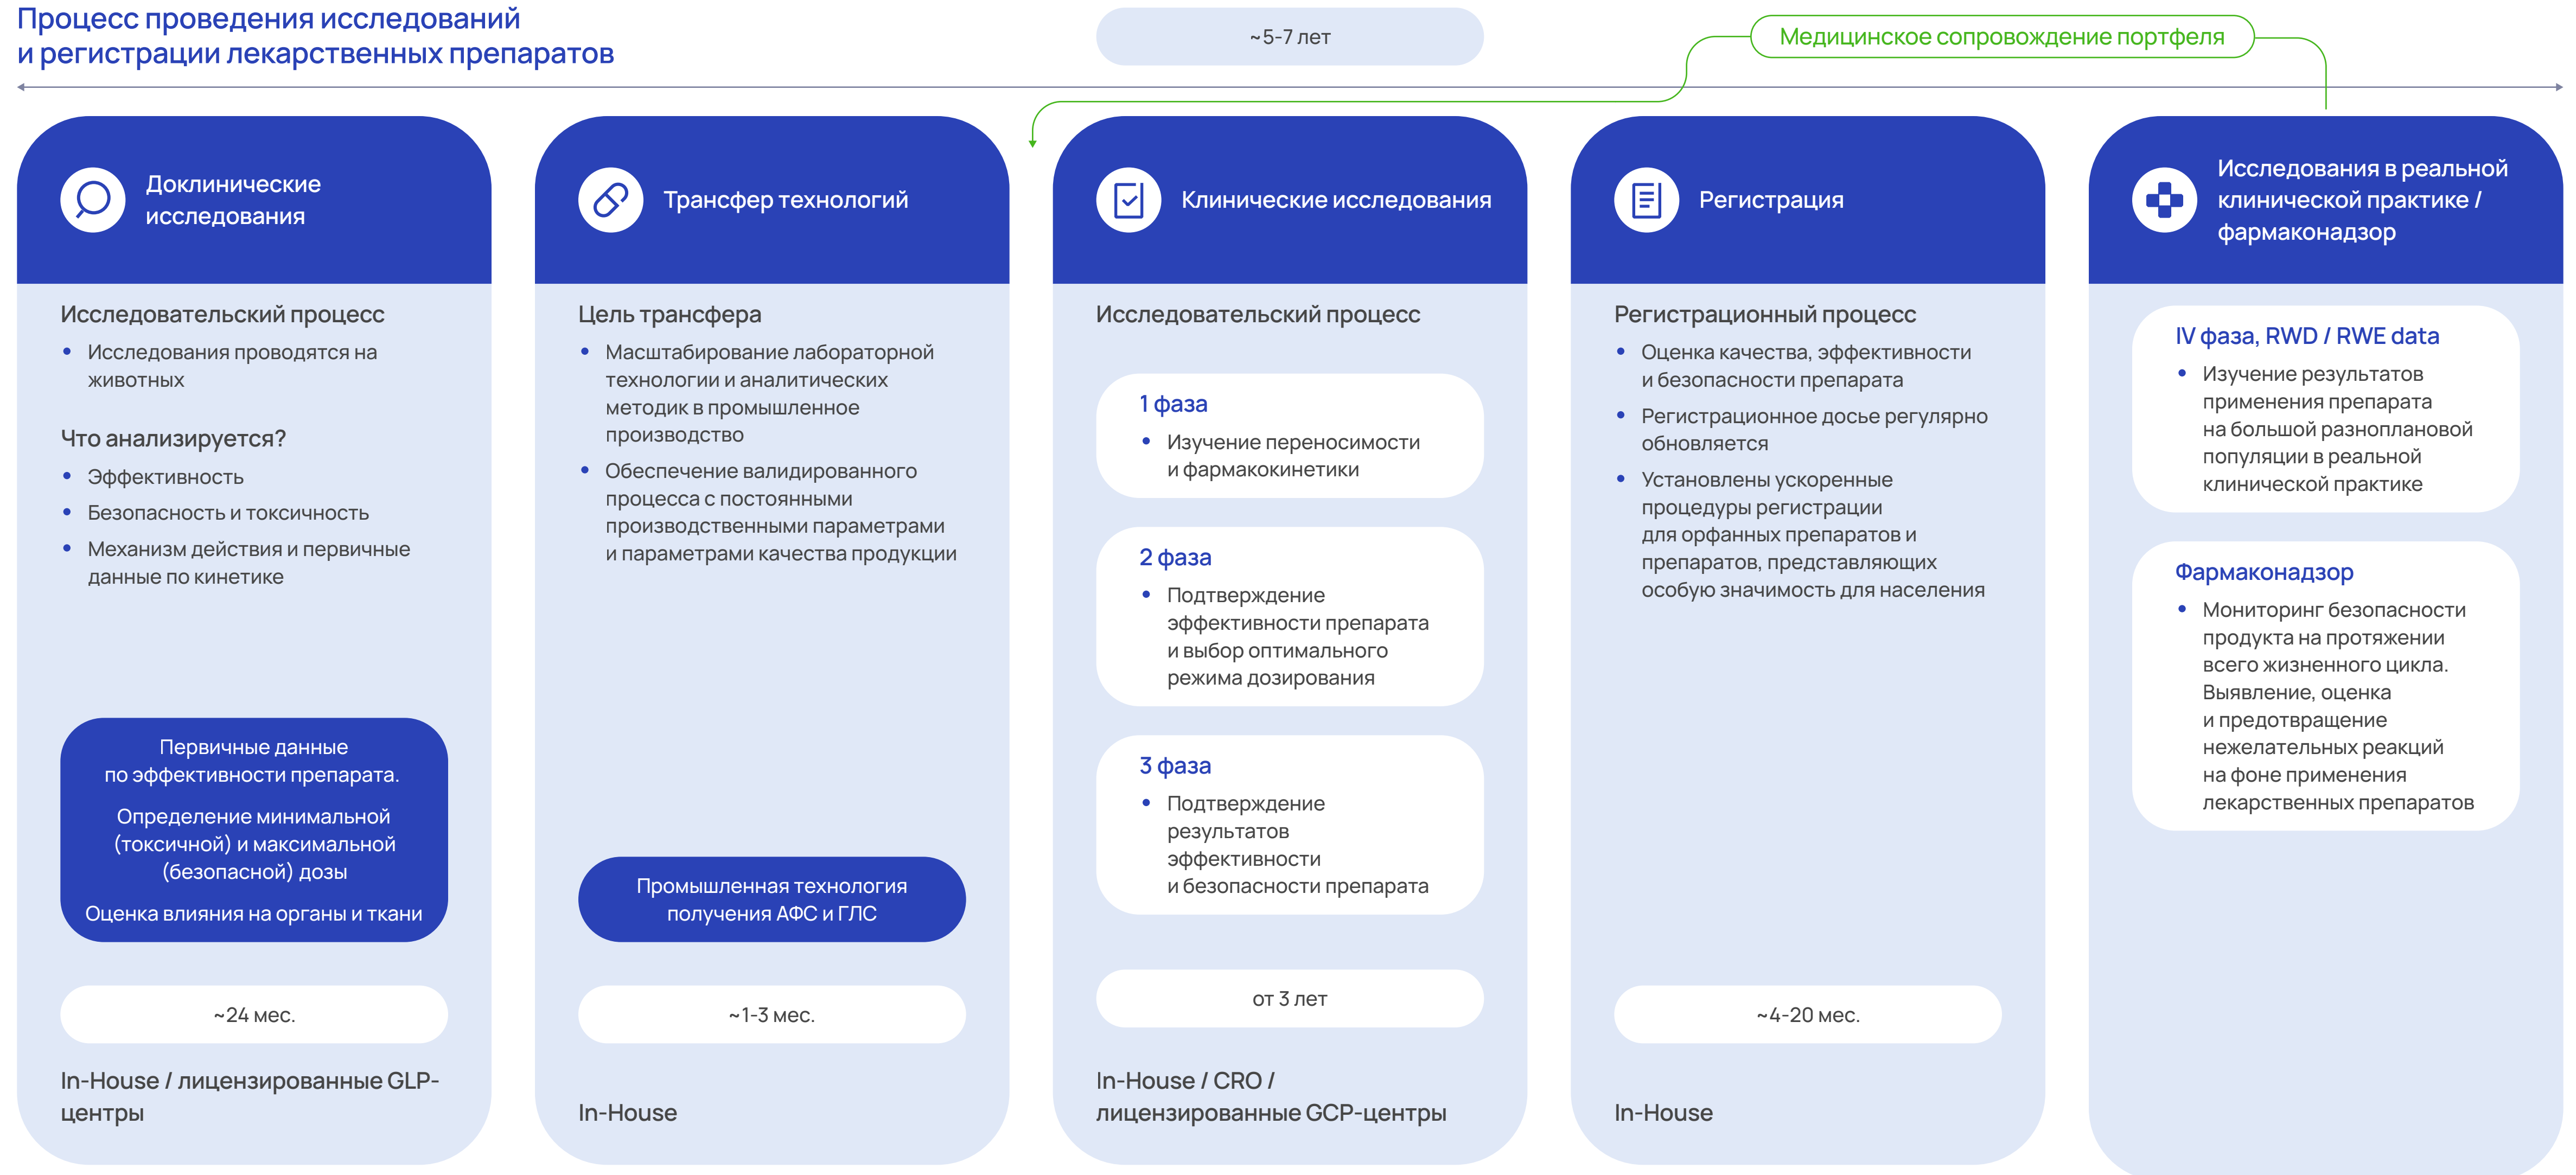 Процесс проведения исследований
и регистрации лекарственных препаратов
~5-7 лет
Медицинское сопровождение портфеля
Доклинические
исследования
Исследовательский процесс
Исследования проводятся на
животных
Что анализируется?
Эффективность
Безопасность и токсичность
Механизм действия и первичные
данные по кинетике
Первичные данные
по эффективности препарата.
Определение минимальной
(токсичной) и максимальной
(безопасной) дозы
Оценка влияния на органы и ткани
~24 мес.
In-House / лицензированные GLP-
центры
Трансфер технологий
Цель трансфера
Масштабирование лабораторной
технологии и аналитических
методик в промышленное
производство
Обеспечение валидированного
процесса с постоянными
производственными параметрами
и параметрами качества продукции
Промышленная технология
получения АФС и ГЛС
~1-3 мес.
In-House
Клинические исследования
Исследовательский процесс
1 фаза
Изучение переносимости
и фармакокинетики
2 фаза
Подтверждение
эффективности препарата
и выбор оптимального
режима дозирования
3 фаза
Подтверждение
результатов
эффективности
и безопасности препарата
от 3 лет
In-House / CRO /
лицензированные GCP-центры
Регистрация
Регистрационный процесс
Оценка качества, эффективности
и безопасности препарата
Регистрационное досье регулярно
обновляется
Установлены ускоренные
процедуры регистрации
для орфанных препаратов и
препаратов, представляющих
особую значимость для населения
~4-20 мес.
In-House
Исследования в реальной
клинической практике /
фармаконадзор
IV фаза, RWD / RWE data
Изучение результатов
применения препарата
на большой разноплановой
популяции в реальной
клинической практике
Фармаконадзор
Мониторинг безопасности
продукта на протяжении
всего жизненного цикла.
Выявление, оценка
и предотвращение
нежелательных реакций
на фоне применения
лекарственных препаратов